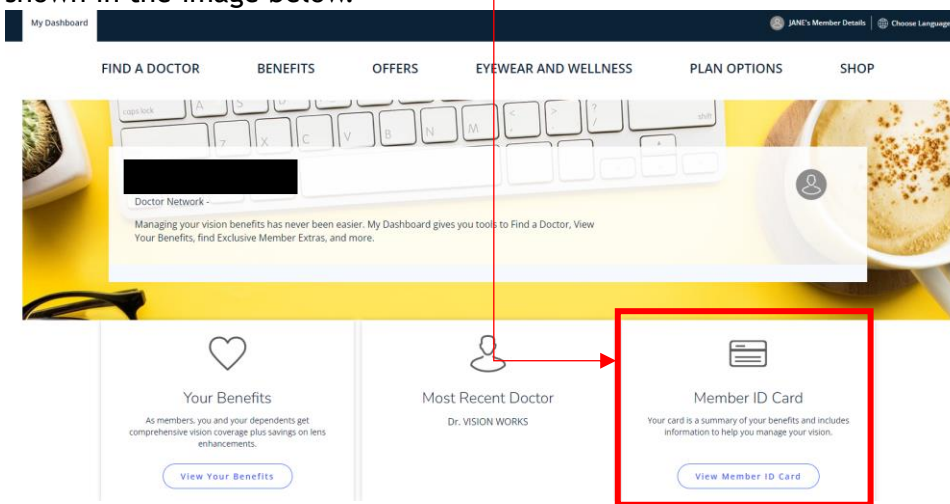 shown in the image below.
My Dashboard
JANE's Member Details
Choose Language
FIND A DOCTOR
BENEFITS
OFFERS
EYEWEAR AND WELLNESS
PLAN OPTIONS
SHOP
caps lock
A
S
Z
X
C
V
B
N
M
<
>
?
/
shift
Doctor Network -
Managing your vision benefits has never been easier. My Dashboard gives you tools to Find a Doctor, View
Your Benefits, find Exclusive Member Extras, and more.
Your Benefits
As members, you and your dependents get
comprehensive vision coverage plus savings on lens
enhancements.
View Your Benefits
Most Recent Doctor
Dr. VISION WORKS
Member ID Card
Your card is a summary of your benefits and includes
information to help you manage your vision.
View Member ID Card